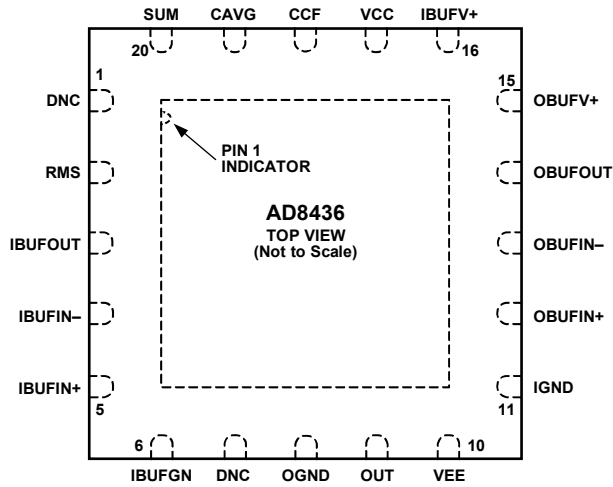 SUM CAVG CCF VCC IBUFV+
20 16
1 15
DNC OBUFV+
PIN 1
INDICATOR
RMS OBUFOUT
AD8436
TOP VIEW
(Not to Scale)
IBUFOUT OBUFIN–
IBUFIN– OBUFIN+
IBUFIN+ IGND
5 11
6 10
IBUFGN DNC OGND OUT VEE